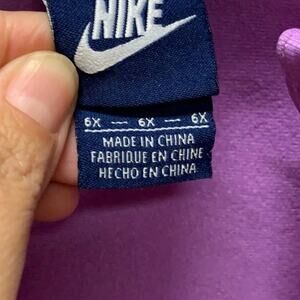 NIKE
6X — 6X — 6X
MADE IN CHINA
FABRIQUE EN CHINE
HECHO EN CHINA